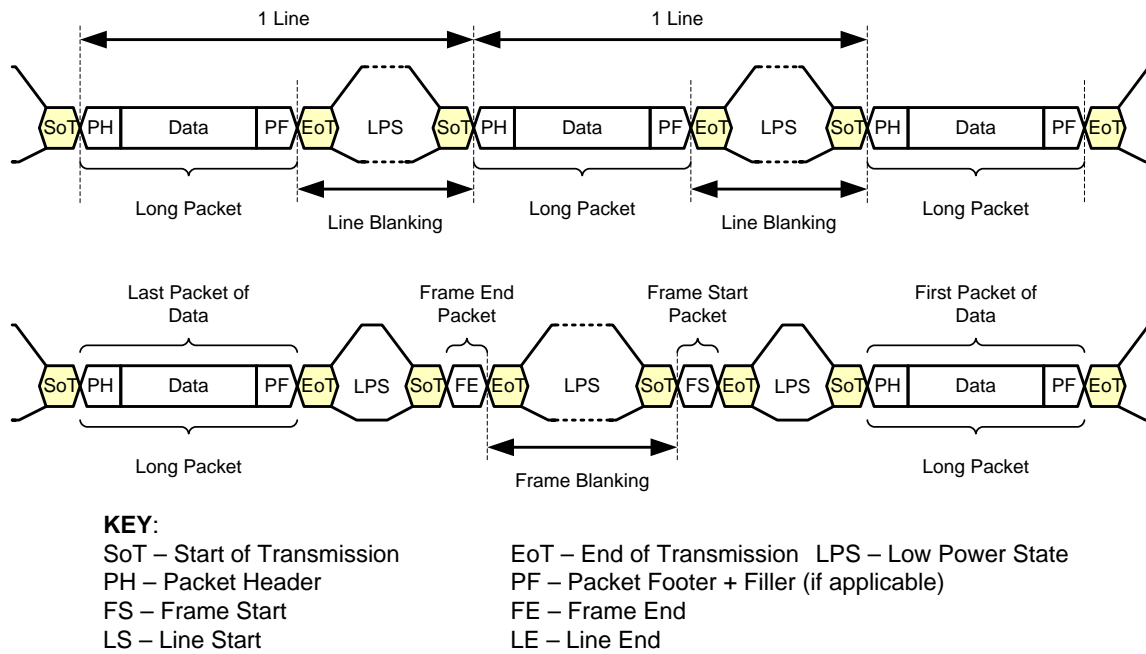 1 Line 1 Line
SoT PH Data PF EoT LPS SoT PH Data PF EoT LPS SoT PH Data PF EoT
Long Packet Line Blanking Long Packet Line Blanking Long Packet
Last Packet of Data Frame End Packet Frame Start Packet First Packet of Data
SoT PH Data PF EoT LPS SoT FE EoT LPS SoT FS EoT LPS SoT PH Data PF EoT
Long Packet Frame Blanking Long Packet
KEY:
SoT – Start of Transmission EoT – End of Transmission LPS – Low Power State
PH – Packet Header PF – Packet Footer + Filler (if applicable)
FS – Frame Start FE – Frame End
LS – Line Start LE – Line End